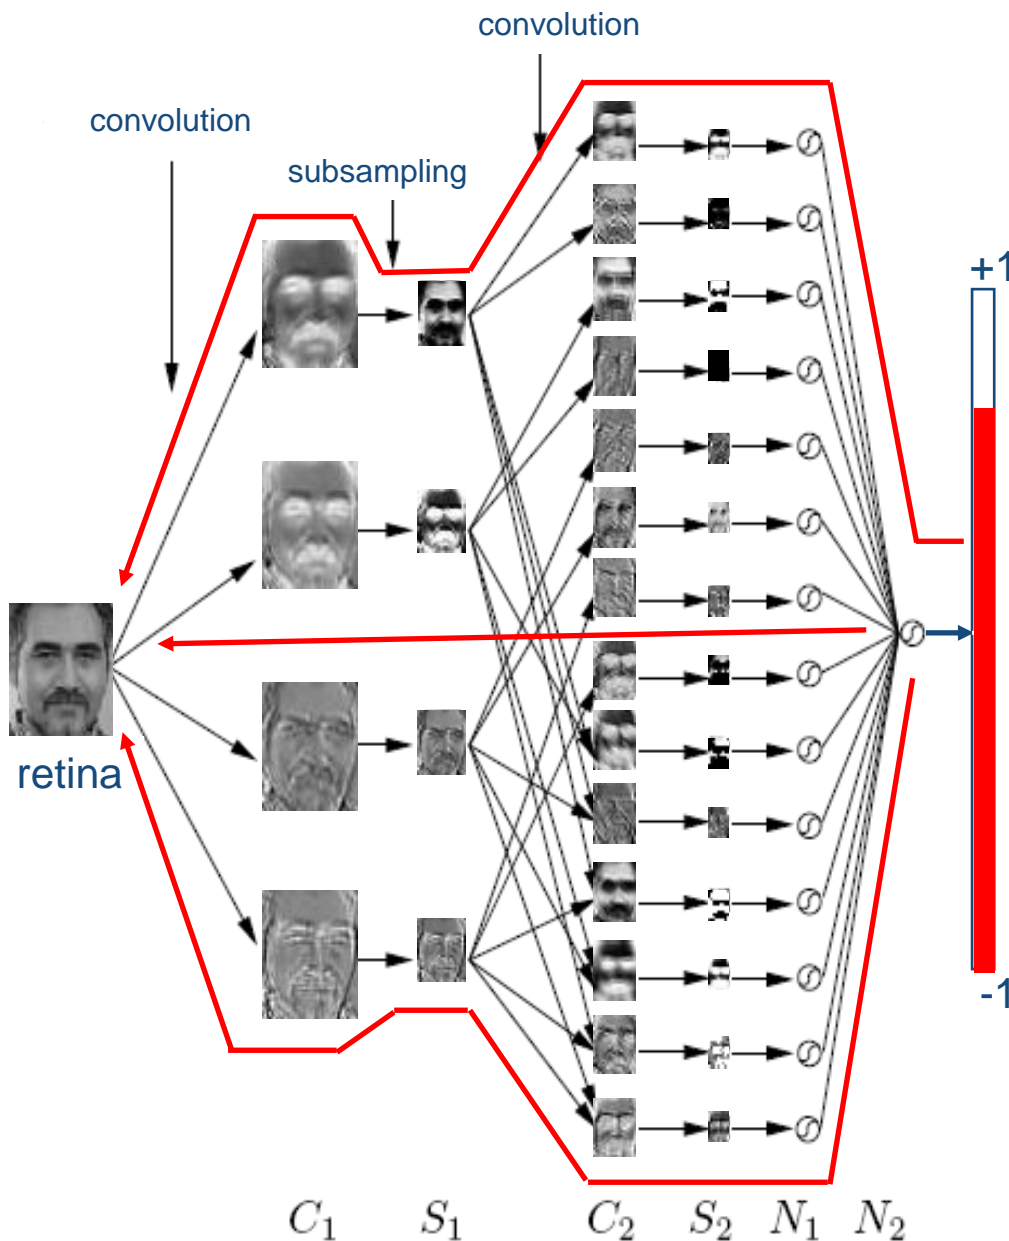 convolution
convolution
subsampling
+1
retina
-1
C₁ S₁ C₂ S₂ N₁ N₂